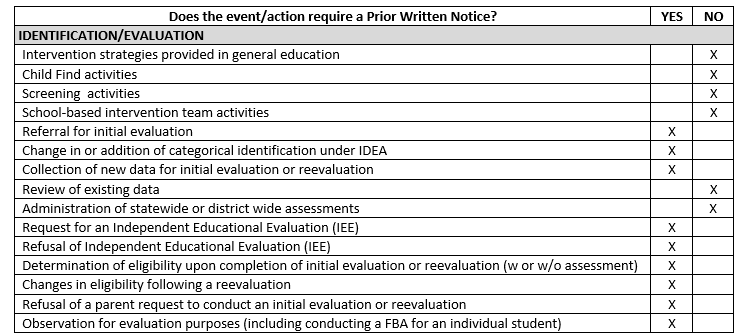 Does the event/action require a Prior Written Notice? YES NO
IDENTIFICATION/EVALUATION
Intervention strategies provided in general education X
Child Find activities X
Screening activities X
School-based intervention team activities X
Referral for initial evaluation X
Change in or addition of categorical identification under IDEA X
Collection of new data for initial evaluation or reevaluation X
Review of existing data X
Administration of statewide or district wide assessments X
Request for an Independent Educational Evaluation (IEE) X
Refusal of Independent Educational Evaluation (IEE) X
Determination of eligibility upon completion of initial evaluation or reevaluation (w or w/o assessment) X
Changes in eligibility following a reevaluation X
Refusal of a parent request to conduct an initial evaluation or reevaluation X
Observation for evaluation purposes (including conducting a FBA for an individual student) X